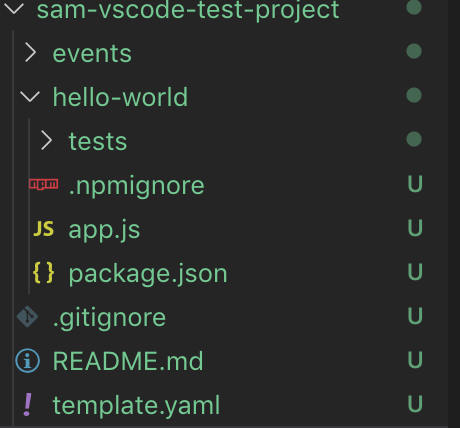 sam-vscode-test-project
events
hello-world
tests
.npmignore U
JS app.js U
{} package.json U
.gitignore U
README.md U
! template.yaml U